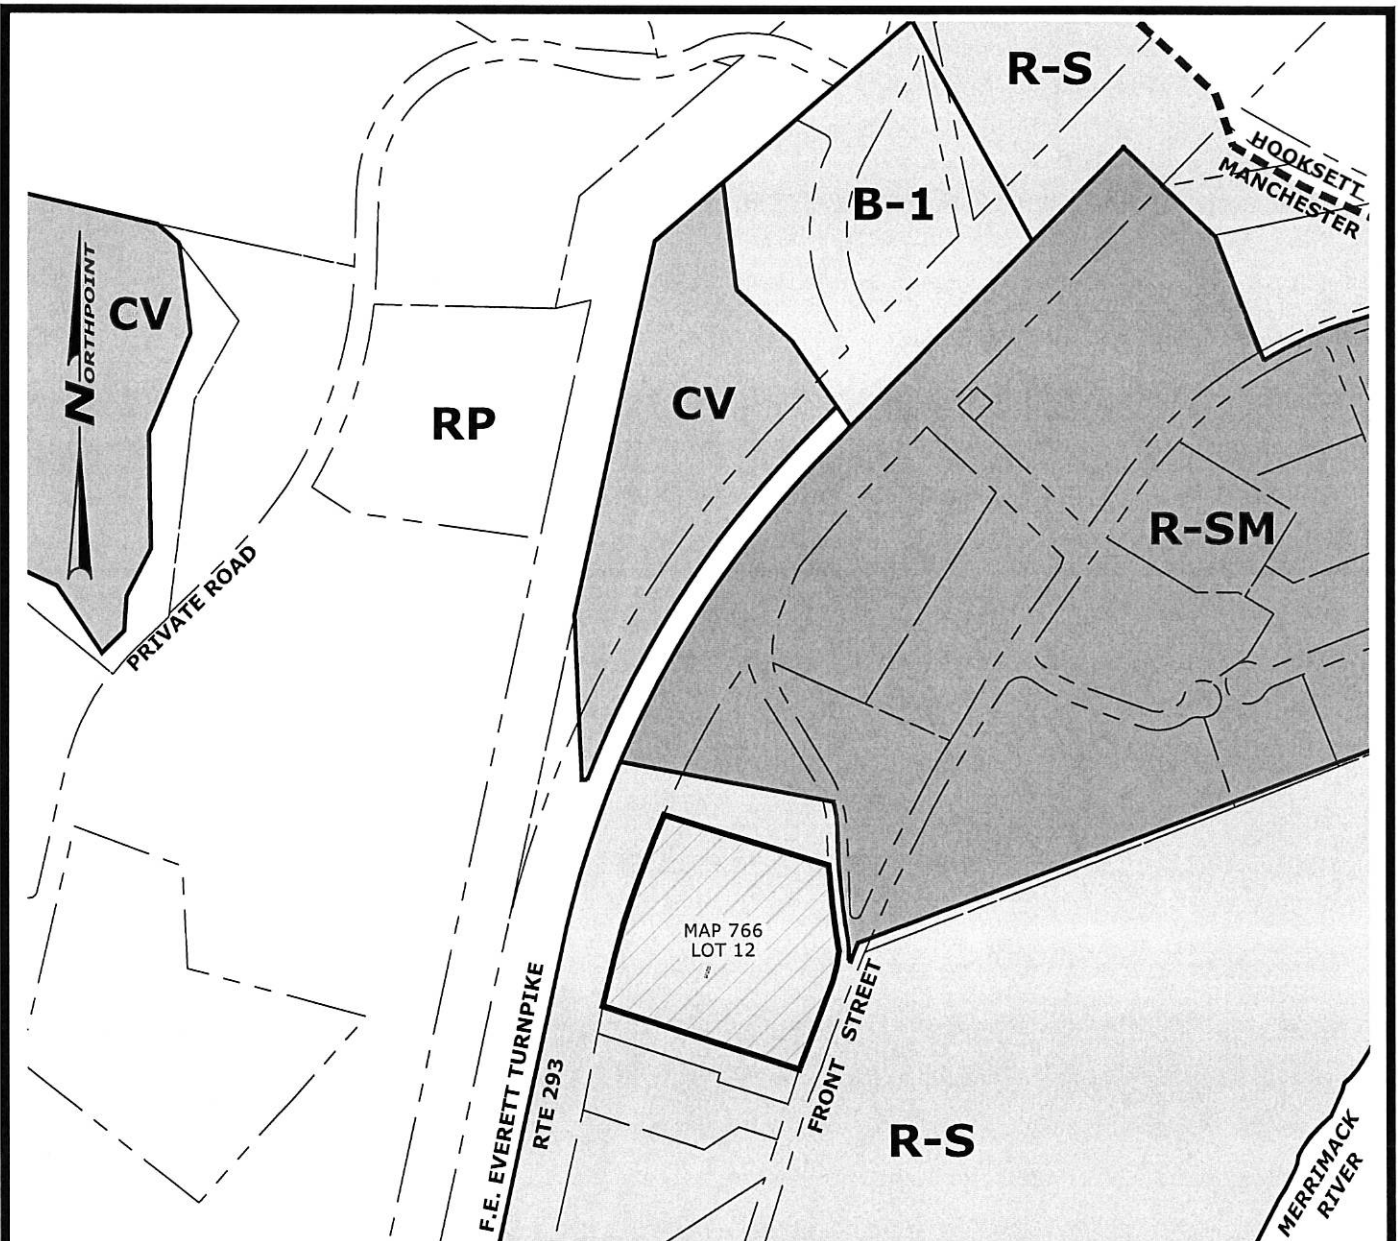 R-S
HOOKSETT
MANCHESTER
B-1
CV
NORTHPOINT
CV
RP
R-SM
PRIVATE ROAD
MAP 766
LOT 12
F.E. EVERETT TURNPIKE
RTE 293
FRONT STREET
R-S
MERRIMACK
RIVER